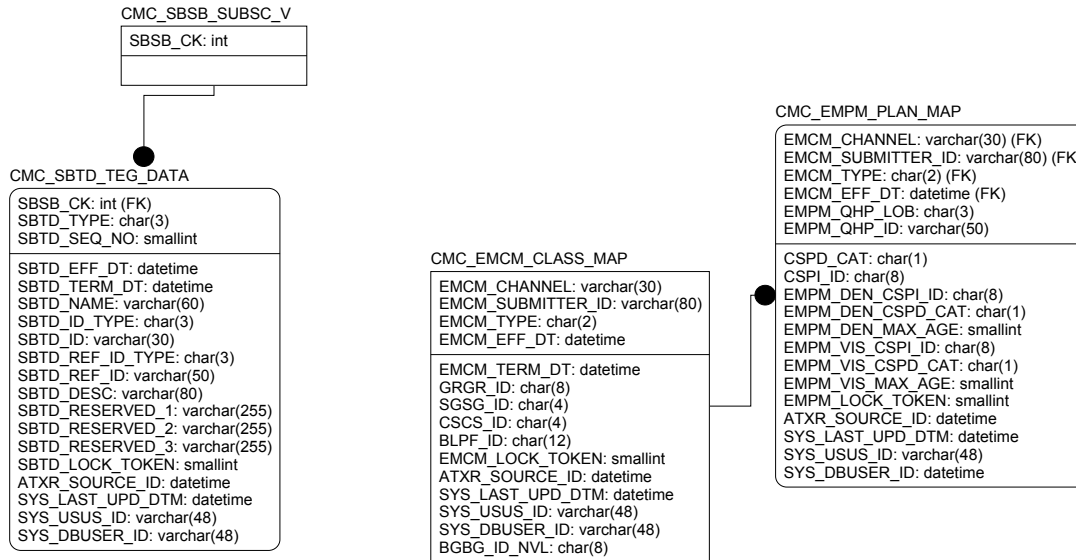 CMC_SBSB_SUBSC_V
SBSB_CK: int
CMC_SBTD_TEG_DATA
SBSB_CK: int (FK)
SBTD_TYPE: char(3)
SBTD_SEQ_NO: smallint
SBTD_EFF_DT: datetime
SBTD_TERM_DT: datetime
SBTD_NAME: varchar(60)
SBTD_ID_TYPE: char(3)
SBTD_ID: varchar(30)
SBTD_REF_ID_TYPE: char(3)
SBTD_REF_ID: varchar(50)
SBTD_DESC: varchar(80)
SBTD_RESERVED_1: varchar(255)
SBTD_RESERVED_2: varchar(255)
SBTD_RESERVED_3: varchar(255)
SBTD_LOCK_TOKEN: smallint
ATXR_SOURCE_ID: datetime
SYS_LAST_UPD_DTM: datetime
SYS_USUS_ID: varchar(48)
SYS_DBUSER_ID: varchar(48)
CMC_EMCM_CLASS_MAP
EMCM_CHANNEL: varchar(30)
EMCM_SUBMITTER_ID: varchar(80)
EMCM_TYPE: char(2)
EMCM_EFF_DT: datetime
EMCM_TERM_DT: datetime
GRGR_ID: char(8)
SGSG_ID: char(4)
CSCS_ID: char(4)
BLPF_ID: char(12)
EMCM_LOCK_TOKEN: smallint
ATXR_SOURCE_ID: datetime
SYS_LAST_UPD_DTM: datetime
SYS_USUS_ID: varchar(48)
SYS_DBUSER_ID: varchar(48)
BGBG_ID_NVL: char(8)
CMC_EMPM_PLAN_MAP
EMCM_CHANNEL: varchar(30) (FK)
EMCM_SUBMITTER_ID: varchar(80) (FK
EMCM_TYPE: char(2) (FK)
EMCM_EFF_DT: datetime (FK)
EMPM_QHP_LOB: char(3)
EMPM_QHP_ID: varchar(50)
CSPD_CAT: char(1)
CSPI_ID: char(8)
EMPM_DEN_CSPI_ID: char(8)
EMPM_DEN_CSPD_CAT: char(1)
EMPM_DEN_MAX_AGE: smallint
EMPM_VIS_CSPI_ID: char(8)
EMPM_VIS_CSPD_CAT: char(1)
EMPM_VIS_MAX_AGE: smallint
EMPM_LOCK_TOKEN: smallint
ATXR_SOURCE_ID: datetime
SYS_LAST_UPD_DTM: datetime
SYS_USUS_ID: varchar(48)
SYS_DBUSER_ID: datetime